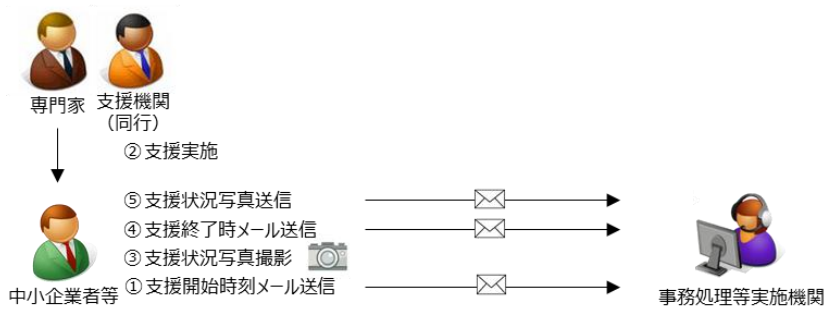 専門家
支援機関
（同行）
②支援実施
⑤支援状況写真送信
④支援終了時メール送信
③支援状況写真撮影
①支援開始時刻メール送信
中小企業者等
事務処理等実施機関